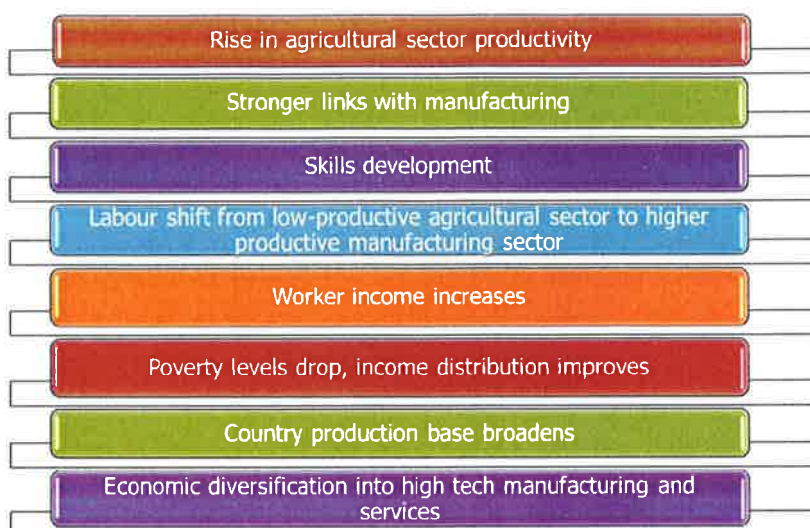 Rise in agricultural sector productivity
Stronger links with manufacturing
Skills development
Labour shift from low-productive agricultural sector to higher
productive manufacturing sector
Worker income increases
Poverty levels drop, income distribution improves
Country production base broadens
Economic diversification into high tech manufacturing and
services